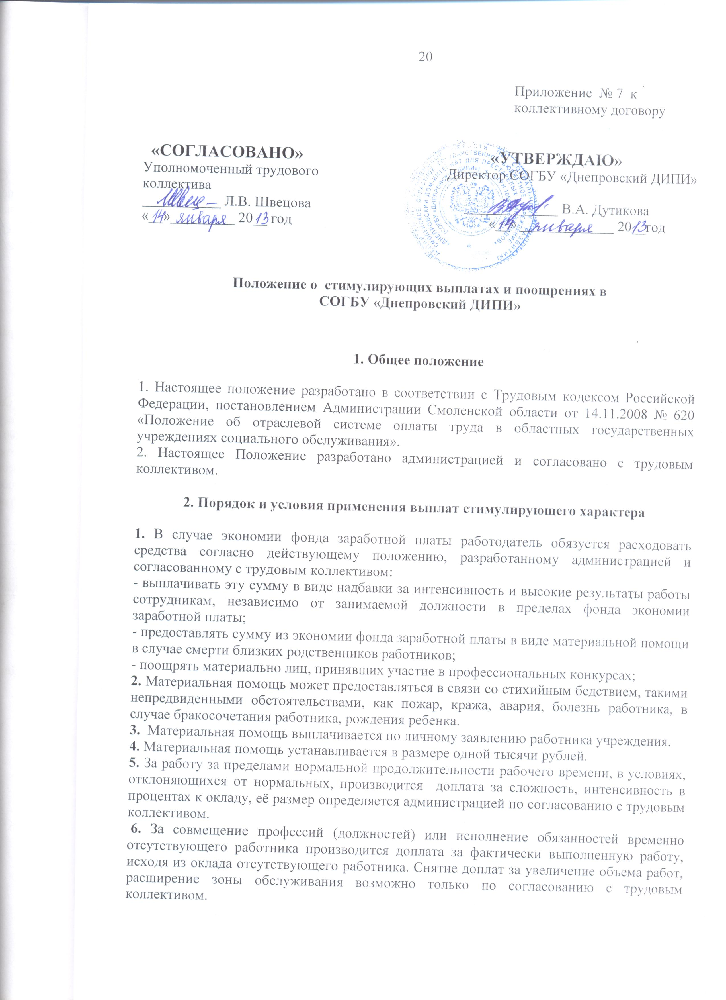 20
Приложение № 7 к
коллективному договору
«СОГЛАСОВАНО»
Уполномоченный трудового
коллектива
Л.В. Швецова
«14» января 2013 год
«УТВЕРЖДАЮ»
Директор СОГБУ «Днепровский ДИПИ»
В.А. Дутикова
«14» января 2013 год
Положение о стимулирующих выплатах и поощрениях в
СОГБУ «Днепровский ДИПИ»
1. Общее положение
1. Настоящее положение разработано в соответствии с Трудовым кодексом Российской
Федерации, постановлением Администрации Смоленской области от 14.11.2008 № 620
«Положение об отраслевой системе оплаты труда в областных государственных
учреждениях социального обслуживания».
2. Настоящее Положение разработано администрацией и согласовано с трудовым
коллективом.
2. Порядок и условия применения выплат стимулирующего характера
1. В случае экономии фонда заработной платы работодатель обязуется расходовать
средства согласно действующему положению, разработанному администрацией и
согласованному с трудовым коллективом:
- выплачивать эту сумму в виде надбавки за интенсивность и высокие результаты работы
сотрудникам, независимо от занимаемой должности в пределах фонда экономии
заработной платы;
- предоставлять сумму из экономии фонда заработной платы в виде материальной помощи
в случае смерти близких родственников работников;
- поощрять материально лиц, принявших участие в профессиональных конкурсах;
2. Материальная помощь может предоставляться в связи со стихийным бедствием, такими
непредвиденными обстоятельствами, как пожар, кража, авария, болезнь работника, в
случае бракосочетания работника, рождения ребенка.
3. Материальная помощь выплачивается по личному заявлению работника учреждения.
4. Материальная помощь устанавливается в размере одной тысячи рублей.
5. За работу за пределами нормальной продолжительности рабочего времени, в условиях,
отклоняющихся от нормальных, производится доплата за сложность, интенсивность в
процентах к окладу, её размер определяется администрацией по согласованию с трудовым
коллективом.
6. За совмещение профессий (должностей) или исполнение обязанностей временно
отсутствующего работника производится доплата за фактически выполненную работу,
исходя из оклада отсутствующего работника. Снятие доплат за увеличение объема работ,
расширение зоны обслуживания возможно только по согласованию с трудовым
коллективом.